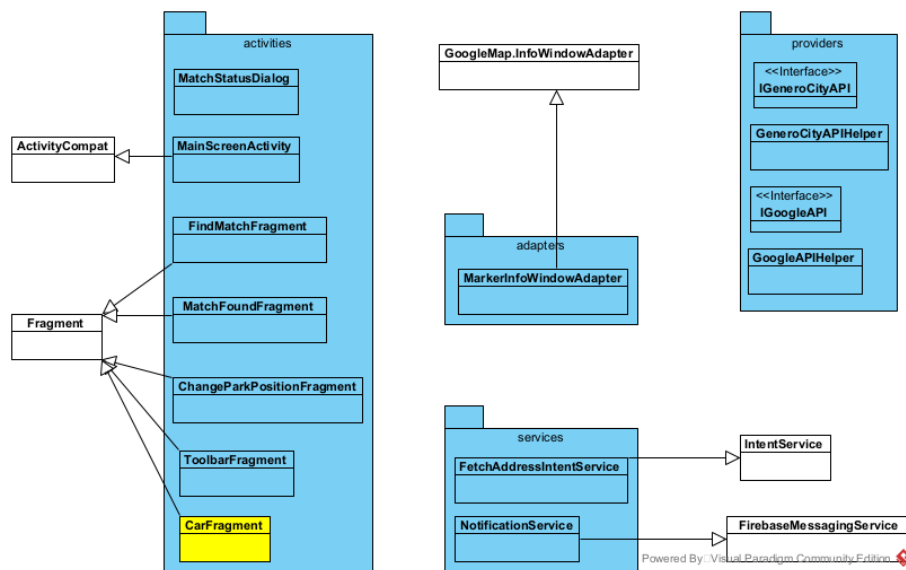 activities
MatchStatusDialog
ActivityCompat
MainScreenActivity
FindMatchFragment
Fragment
MatchFoundFragment
ChangeParkPositionFragment
ToolbarFragment
CarFragment
GoogleMap.InfoWindowAdapter
adapters
MarkerInfoWindowAdapter
providers
<<Interface>>
IGeneroCityAPI
GeneroCityAPIHelper
<<Interface>>
IGoogleAPI
GoogleAPIHelper
services
FetchAddressIntentService
IntentService
NotificationService
FirebaseMessagingService
Powered By Visual Paradigm Community Edition